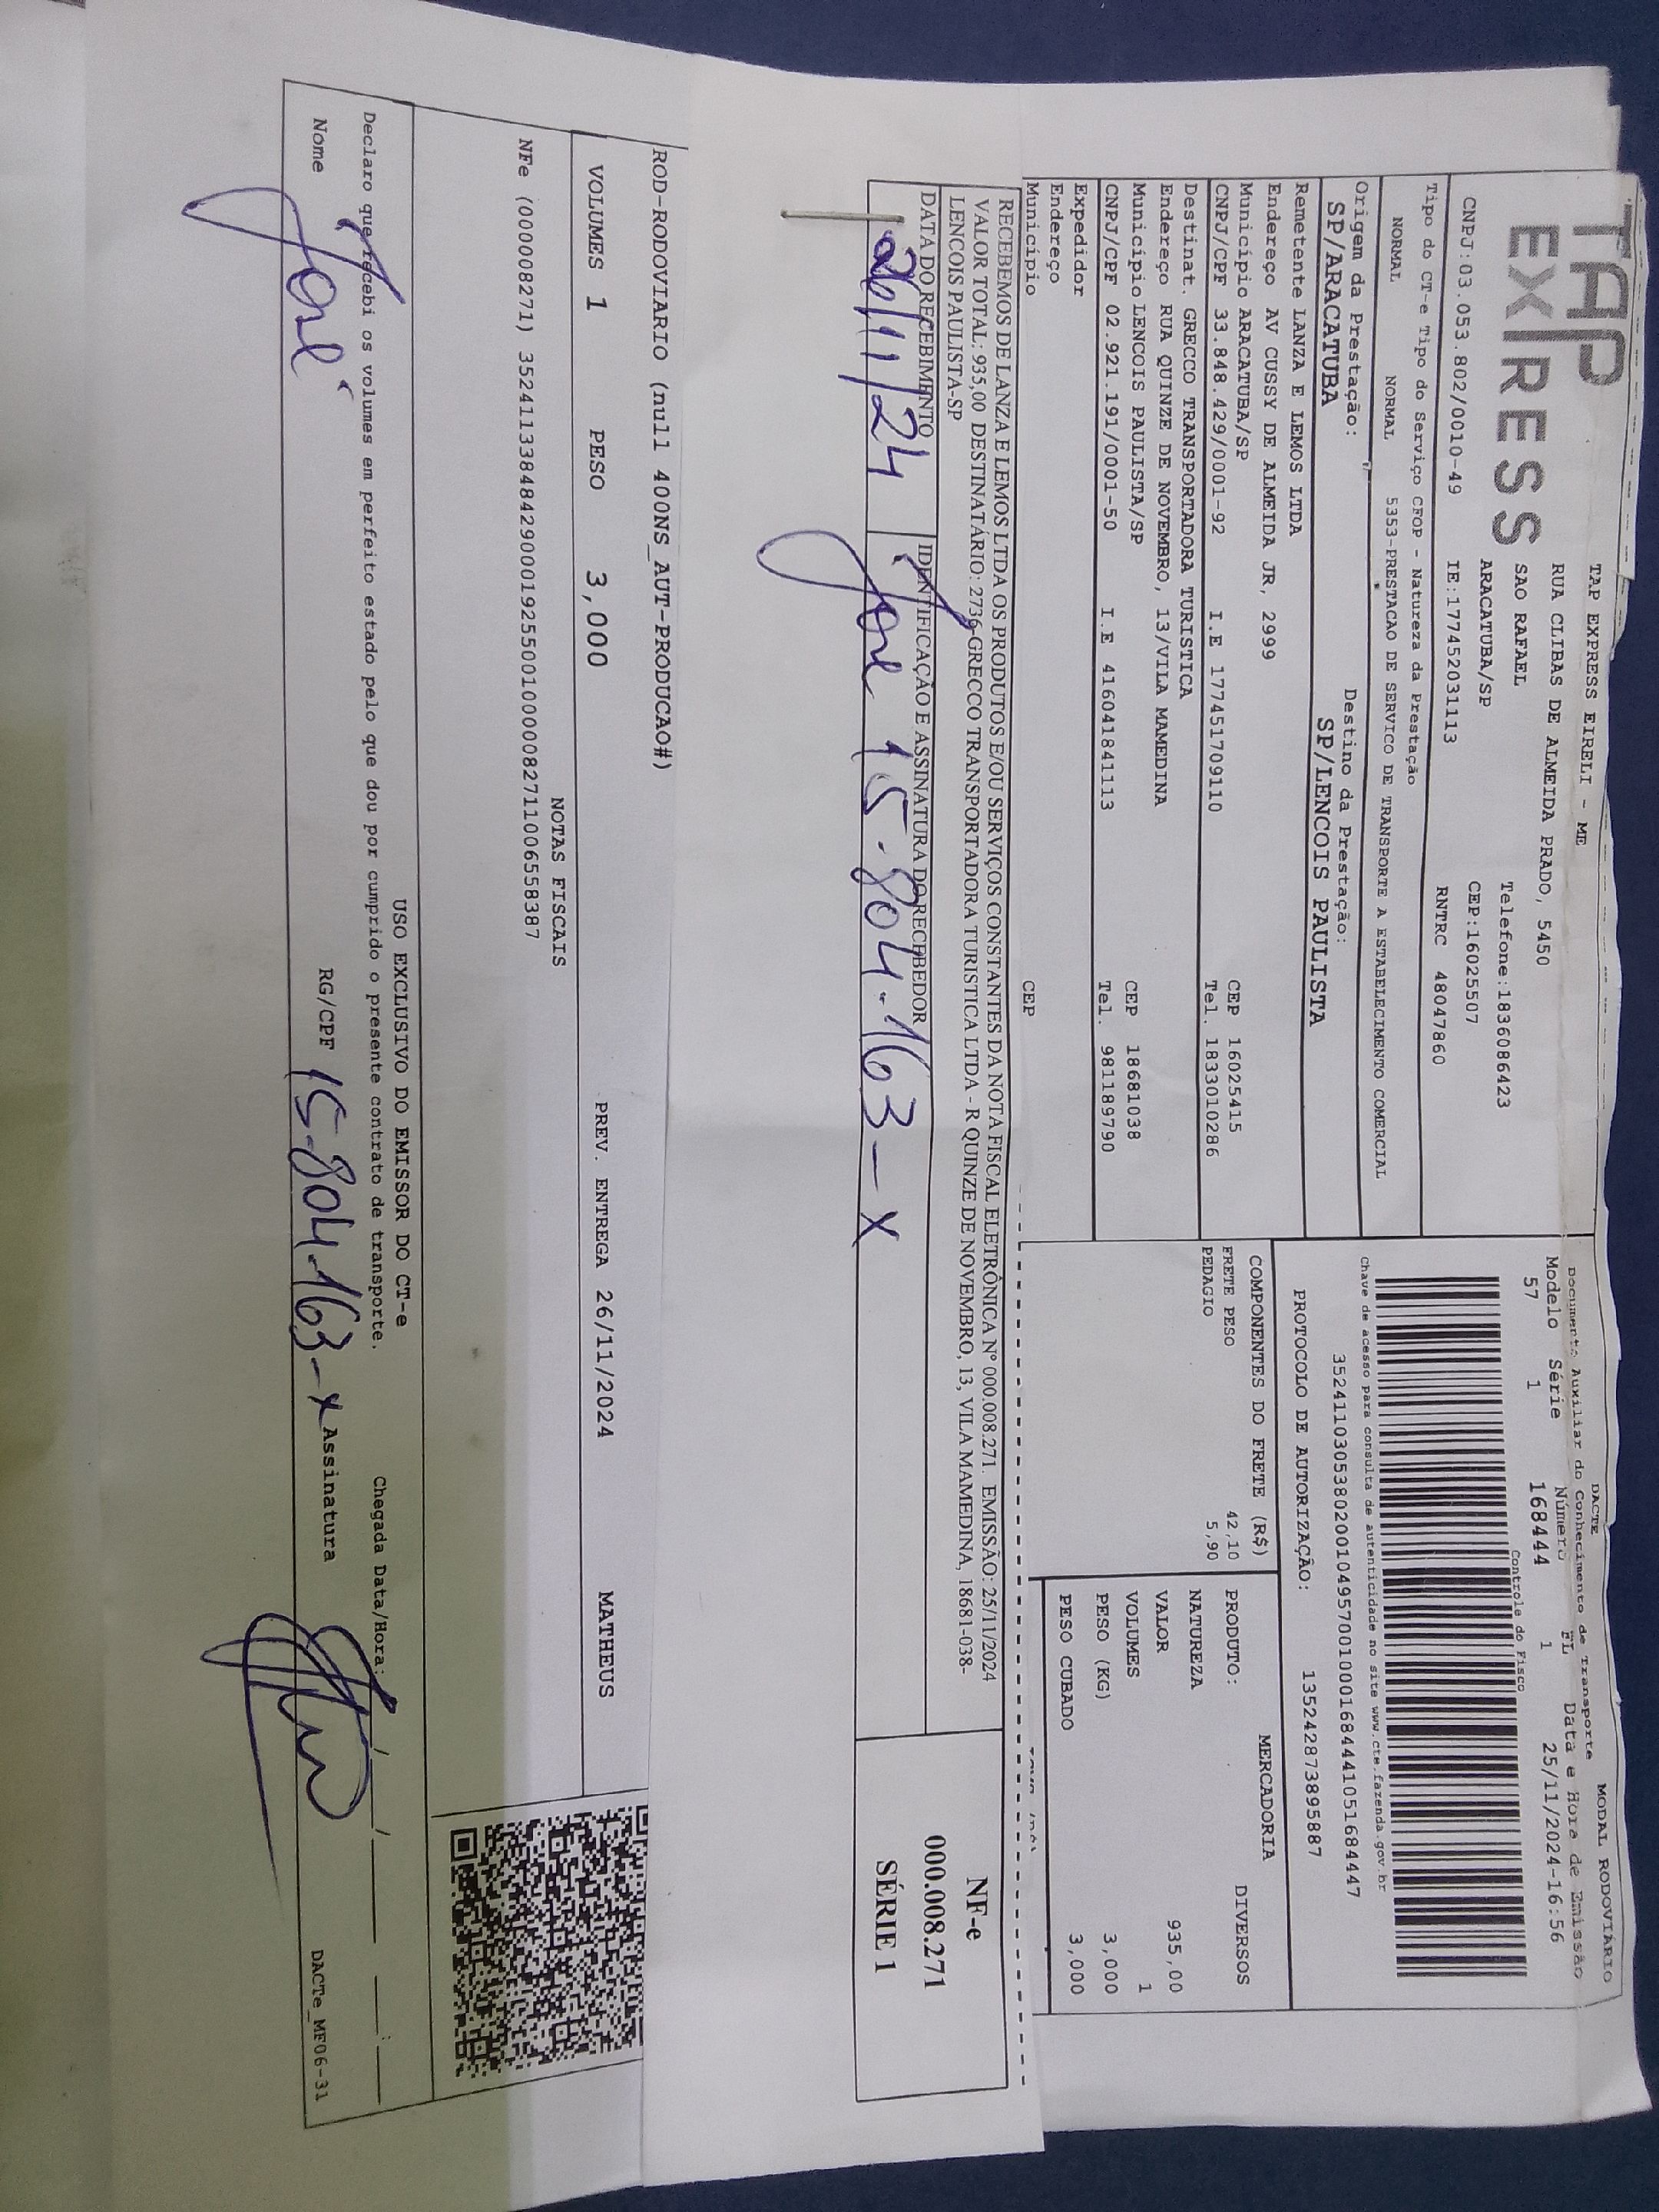 TAP
EXPRESS
TAP EXPRESS EIRELI - ME
RUA CLIBAS DE ALMEIDA PRADO, 5450
SAO RAFAEL Telefone:1836086423
ARACATUBA/SP CEP:16025507
CNPJ:03.053.802/0010-49 IE:177452031113 RNTRC 48047860
Tipo do CT-e Tipo do Serviço CFOP - Natureza da Prestação
NORMAL NORMAL 5353-PRESTACAO DE SERVICO DE TRANSPORTE A ESTABELECIMENTO COMERCIAL
Origem da Prestação: Destino da Prestação:
SP/ARACATUBA SP/LENCOIS PAULISTA
Remetente LANZA E LEMOS LTDA
Endereço AV CUSSY DE ALMEIDA JR, 2999
Município ARACATUBA/SP CEP 16025415
CNPJ/CPF 33.848.429/0001-92 I.E 177451709110 Tel. 1833010286
Destinat. GRECCO TRANSPORTADORA TURISTICA
Endereço RUA QUINZE DE NOVEMBRO, 13/VILA MAMEDINA
Município LENCOIS PAULISTA/SP CEP 18681038
CNPJ/CPF 02.921.191/0001-50 I.E 416041841113 Tel. 981189790
Expedidor
Endereço
Município CEP
DACTE MODAL RODOVIÁRIO
Documento Auxiliar do Conhecimento de Transporte
Modelo Série Número FL Data e Hora de Emissão
57 1 168444 1 25/11/2024-16:56
Controle do Fisco
Chave de acesso para consulta de autenticidade no site www.cte.fazenda.gov.br
35241103053802001049570010001684441051684447
PROTOCOLO DE AUTORIZAÇÃO: 135242873895887
COMPONENTES DO FRETE (R$)
FRETE PESO 42,10
PEDAGIO 5,90
MERCADORIA
PRODUTO: DIVERSOS
NATUREZA
VALOR 935,00
VOLUMES 1
PESO (KG) 3,000
PESO CUBADO 3,000
RECEBEMOS DE LANZA E LEMOS LTDA OS PRODUTOS E/OU SERVIÇOS CONSTANTES DA NOTA FISCAL ELETRÔNICA Nº 000.008.271. EMISSÃO: 25/11/2024
VALOR TOTAL: 935,00 DESTINATÁRIO: 2736-GRECCO TRANSPORTADORA TURISTICA LTDA - R QUINZE DE NOVEMBRO, 13, VILA MAMEDINA, 18681-038-
LENCOIS PAULISTA-SP
DATA DO RECEBIMENTO IDENTIFICAÇÃO E ASSINATURA DO RECEBEDOR
26/11/24 José 15.804.163-X
NF-e
000.008.271
SÉRIE 1
ROD-RODOVIARIO (null 400NS_AUT-PRODUCAO#)
VOLUMES 1 PESO 3,000 PREV. ENTREGA 26/11/2024 MATHEUS
NOTAS FISCAIS
NFe (000008271) 35241133848429000192550010000082711006558387
USO EXCLUSIVO DO EMISSOR DO CT-e
Declaro que recebi os volumes em perfeito estado pelo que dou por cumprido o presente contrato de transporte. Chegada Data/Hora: / / :
Nome José RG/CPF 15.804.163-X Assinatura
DACTe_MF06-31